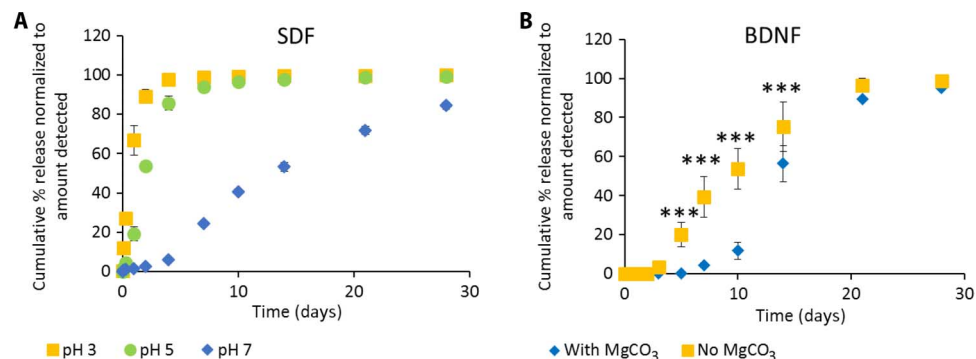 A
SDF
Cumulative % release normalized to
amount detected
120
100
80
60
40
20
0
0
10
20
30
Time (days)
pH 3
pH 5
pH 7
B
BDNF
Cumulative % release normalized to
amount detected
120
100
80
60
40
20
0
***
***
***
***
0
10
20
30
Time (days)
With MgCO₃
No MgCO₃